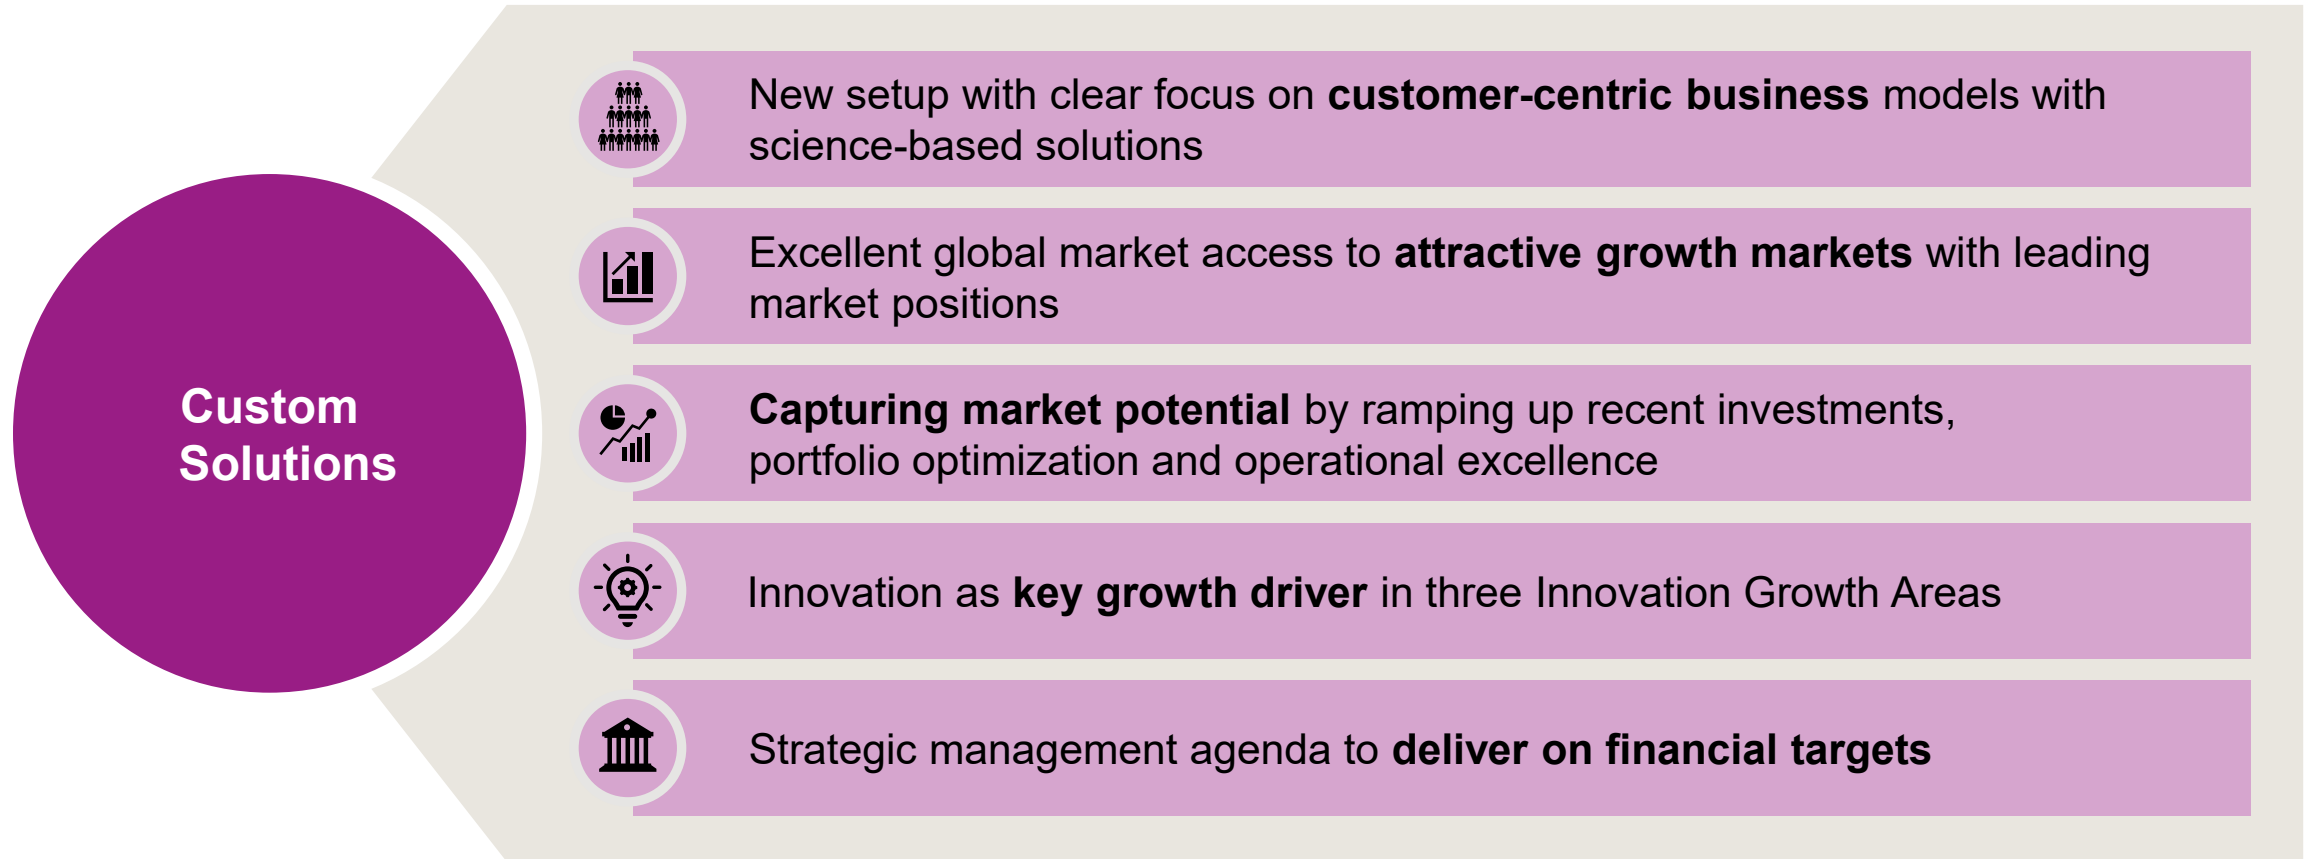 Custom
Solutions
New setup with clear focus on customer-centric business models with
science-based solutions
Excellent global market access to attractive growth markets with leading
market positions
Capturing market potential by ramping up recent investments,
portfolio optimization and operational excellence
Innovation as key growth driver in three Innovation Growth Areas
Strategic management agenda to deliver on financial targets